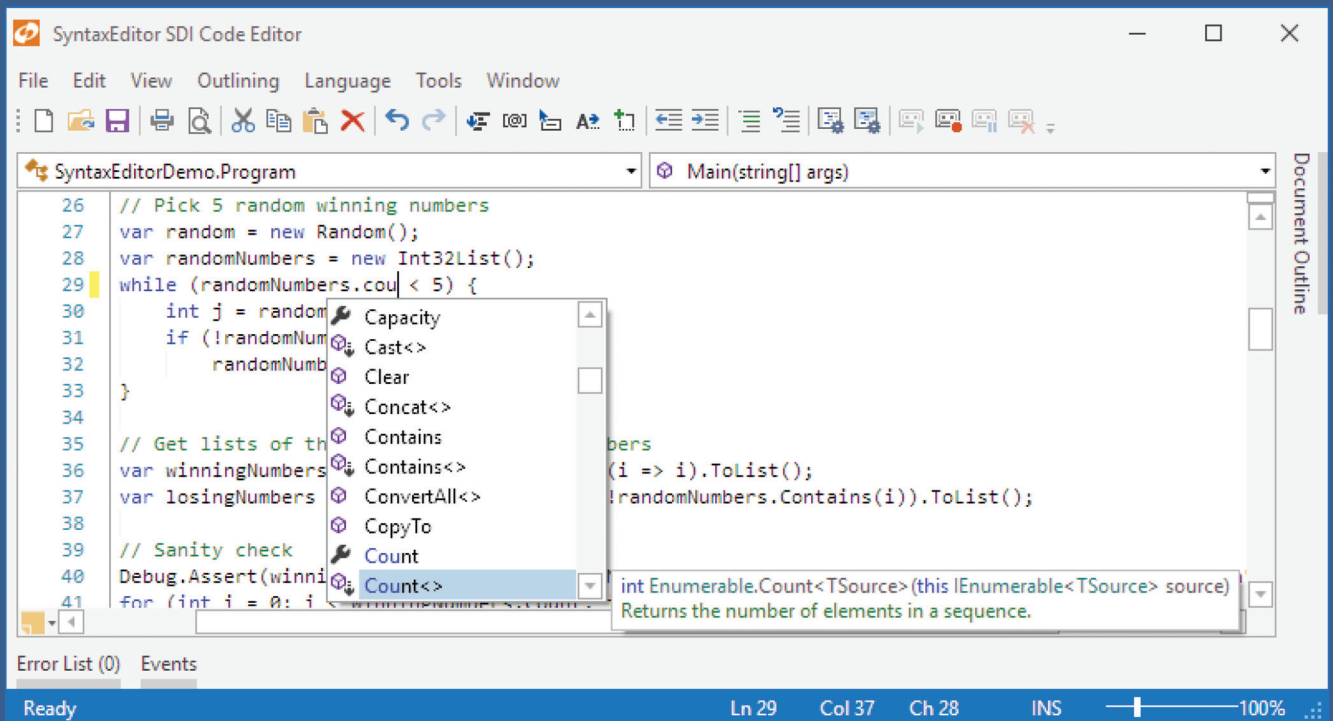 SyntaxEditor SDI Code Editor
File Edit View Outlining Language Tools Window
SyntaxEditorDemo.Program
Main(string[] args)
Document Outline
26 // Pick 5 random winning numbers
27 var random = new Random();
28 var randomNumbers = new Int32List();
29 while (randomNumbers.cou < 5) {
30 int j = random
31 if (!randomNum
32 randomNumb
33 }
34
35 // Get lists of th bers
36 var winningNumbers (i => i).ToList();
37 var losingNumbers !randomNumbers.Contains(i)).ToList();
38
39 // Sanity check
40 Debug.Assert(winni
41 for (int i = 0; i <
Capacity
Cast<>
Clear
Concat<>
Contains
Contains<>
ConvertAll<>
CopyTo
Count
Count<>
int Enumerable.Count<TSource>(this IEnumerable<TSource> source)
Returns the number of elements in a sequence.
Error List (0) Events
Ready Ln 29 Col 37 Ch 28 INS 100%